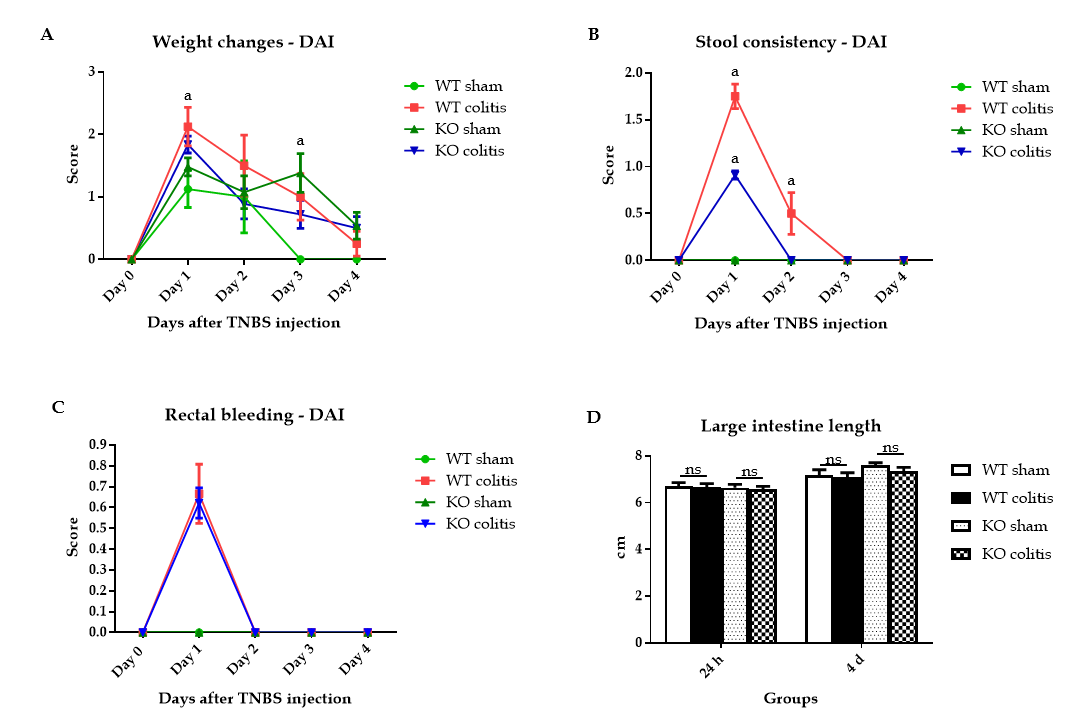 A
Weight changes - DAI
3
2
1
0
Score
a
a
Day 0
Day 1
Day 2
Day 3
Day 4
Days after TNBS injection
WT sham
WT colitis
KO sham
KO colitis
B
Stool consistency - DAI
2.0
1.5
1.0
0.5
0.0
Score
a
a
a
Day 0
Day 1
Day 2
Day 3
Day 4
Days after TNBS injection
WT sham
WT colitis
KO sham
KO colitis
C
Rectal bleeding - DAI
0.9
0.8
0.7
0.6
0.5
0.4
0.3
0.2
0.1
0.0
Score
Day 0
Day 1
Day 2
Day 3
Day 4
Days after TNBS injection
WT sham
WT colitis
KO sham
KO colitis
D
Large intestine length
8
6
4
2
0
cm
ns
ns
ns
ns
24 h
4 d
Groups
WT sham
WT colitis
KO sham
KO colitis